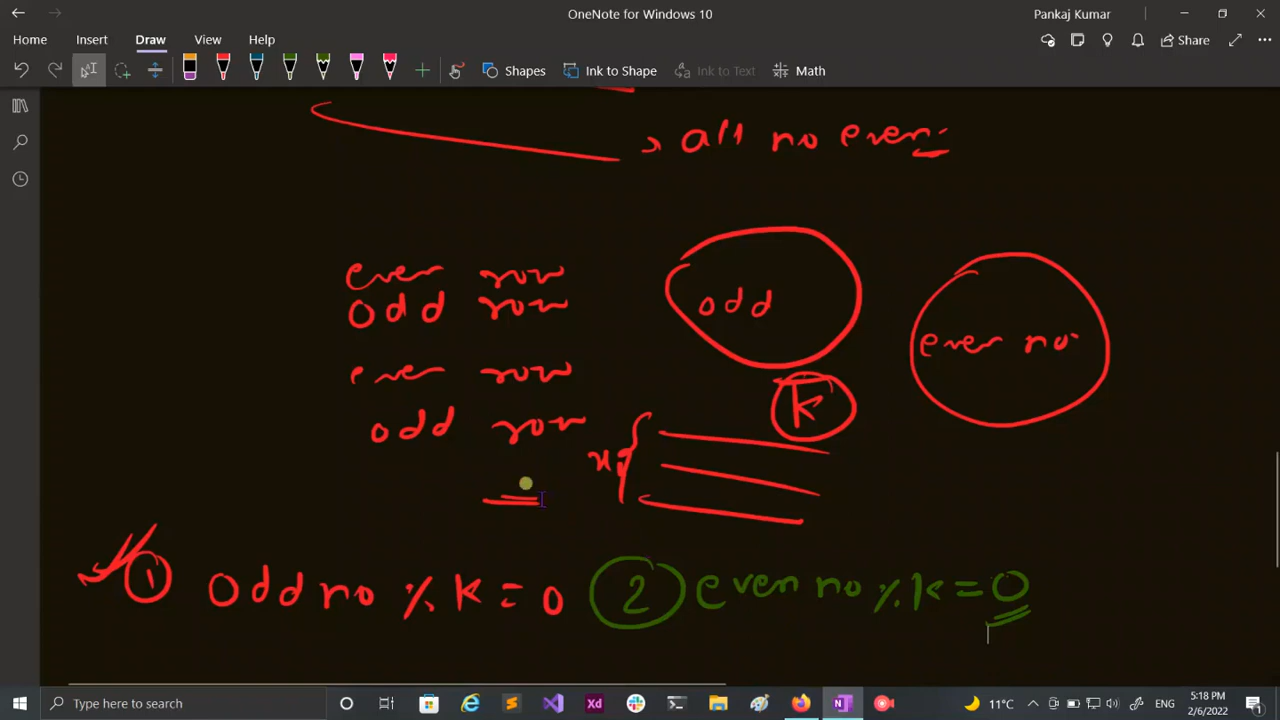 OneNote for Windows 10
Pankaj Kumar
Home Insert Draw View Help
Share
Shapes Ink to Shape Ink to Text Math
all no even.
even row
odd row
even row
odd row
odd
even no.
k
x
1 Odd no % K = 0 2 even no % K = 0
Type here to search
11°C
ENG
5:18 PM
2/6/2022